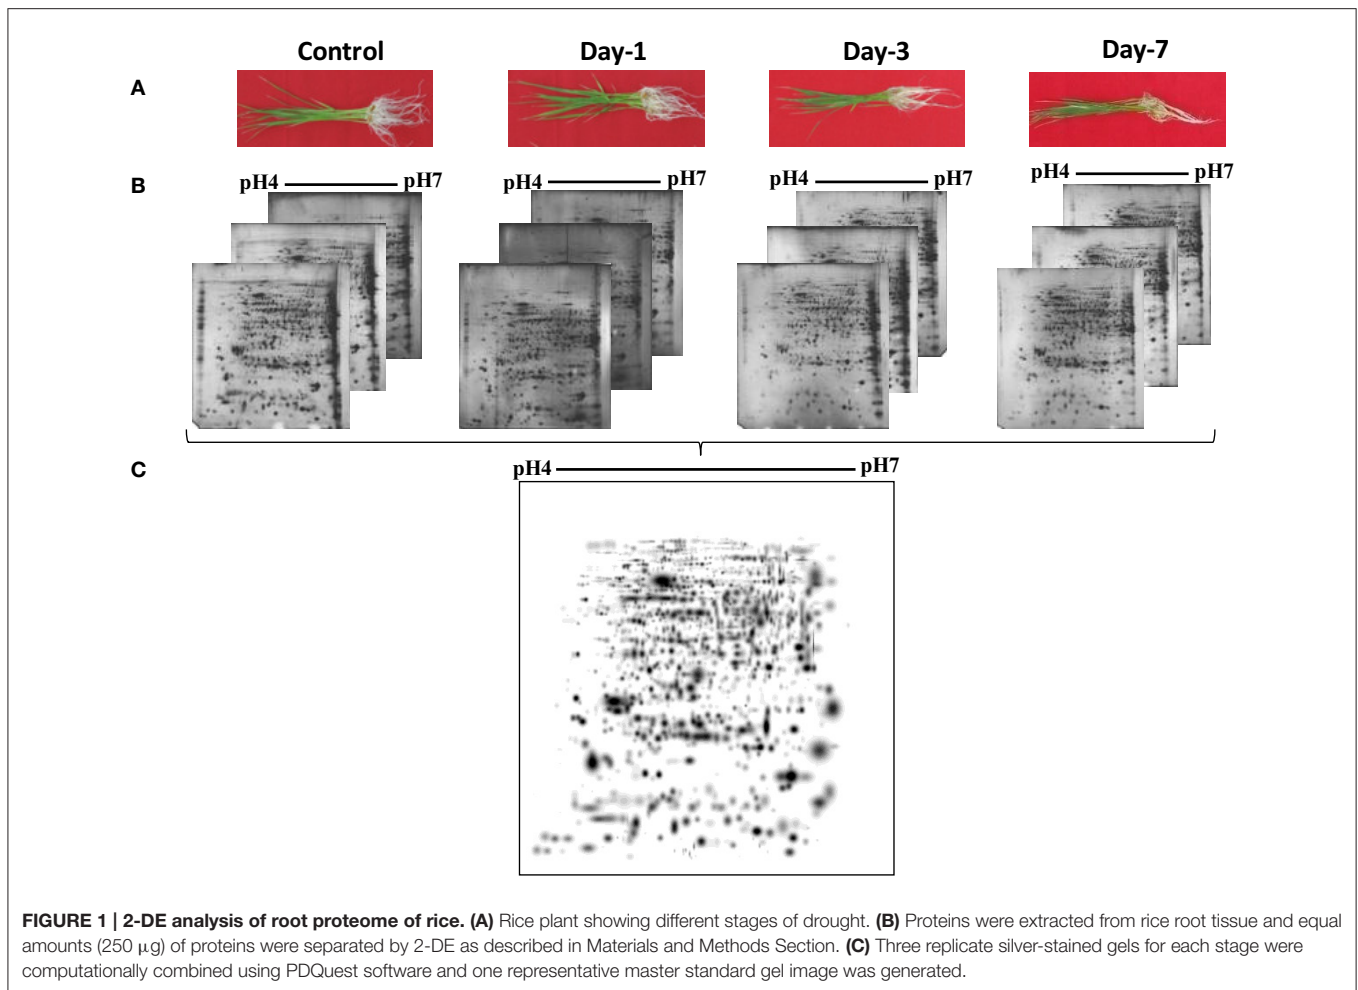 Control Day-1 Day-3 Day-7
A
B
pH4 pH7 pH4 pH7 pH4 pH7 pH4 pH7
C
pH4 pH7
FIGURE 1 | 2-DE analysis of root proteome of rice. (A) Rice plant showing different stages of drought. (B) Proteins were extracted from rice root tissue and equal
amounts (250 μg) of proteins were separated by 2-DE as described in Materials and Methods Section. (C) Three replicate silver-stained gels for each stage were
computationally combined using PDQuest software and one representative master standard gel image was generated.